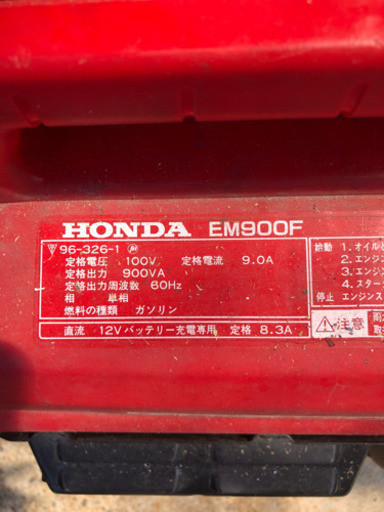 HONDA EM900F
96-326-1
定格電圧 100V 定格電流 9.0A
定格出力 900VA
定格出力周波数 60Hz
相 単相
燃料の種類 ガソリン
直流 12Vバッテリー充電専用 定格 8.3A
始動 1. オイル
2. エンジ
3. エンジ
4. スター
停止 エンジンス
注意